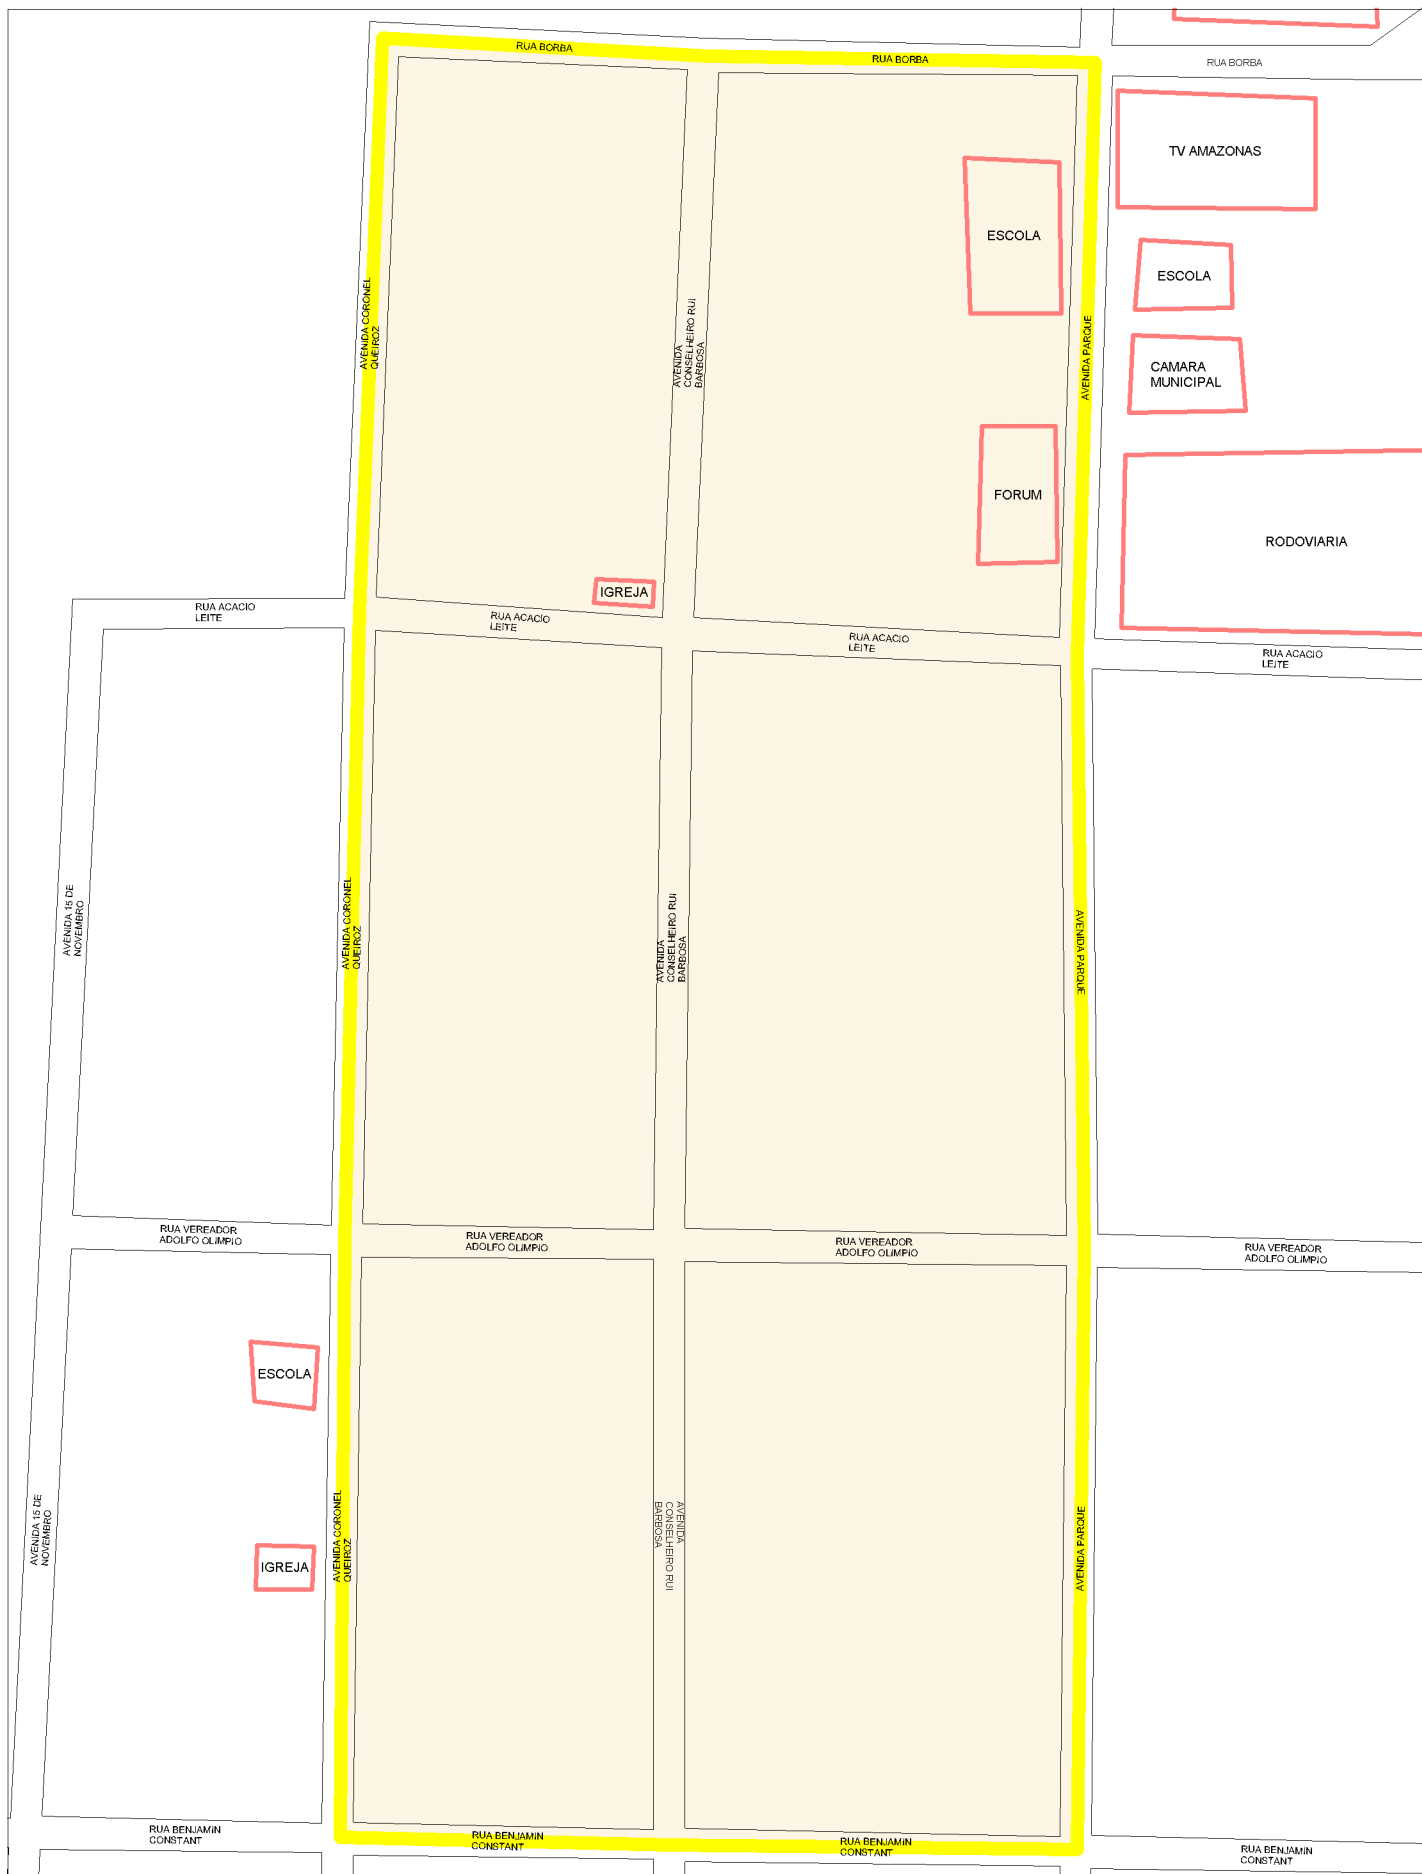 RUA BORBA
RUA BORBA
RUA BORBA
TV AMAZONAS
ESCOLA
ESCOLA
AVENIDA CORONEL
QUEIROZ
AVENIDA
CONSELHEIRO RUI
BARBOSA
AVENIDA PARQUE
CAMARA
MUNICIPAL
FORUM
RODOVIARIA
IGREJA
RUA ACACIO
LEITE
RUA ACACIO
LEITE
RUA ACACIO
LEITE
RUA ACACIO
LEITE
AVENIDA 15 DE
NOVEMBRO
AVENIDA CORONEL
QUEIROZ
AVENIDA
CONSELHEIRO RUI
BARBOSA
AVENIDA PARQUE
RUA VEREADOR
ADOLFO OLIMPIO
RUA VEREADOR
ADOLFO OLIMPIO
RUA VEREADOR
ADOLFO OLIMPIO
RUA VEREADOR
ADOLFO OLIMPIO
ESCOLA
AVENIDA 15 DE
NOVEMBRO
IGREJA
AVENIDA CORONEL
QUEIROZ
AVENIDA
CONSELHEIRO RUI
BARBOSA
AVENIDA PARQUE
RUA BENJAMIN
CONSTANT
RUA BENJAMIN
CONSTANT
RUA BENJAMIN
CONSTANT
RUA BENJAMIN
CONSTANT